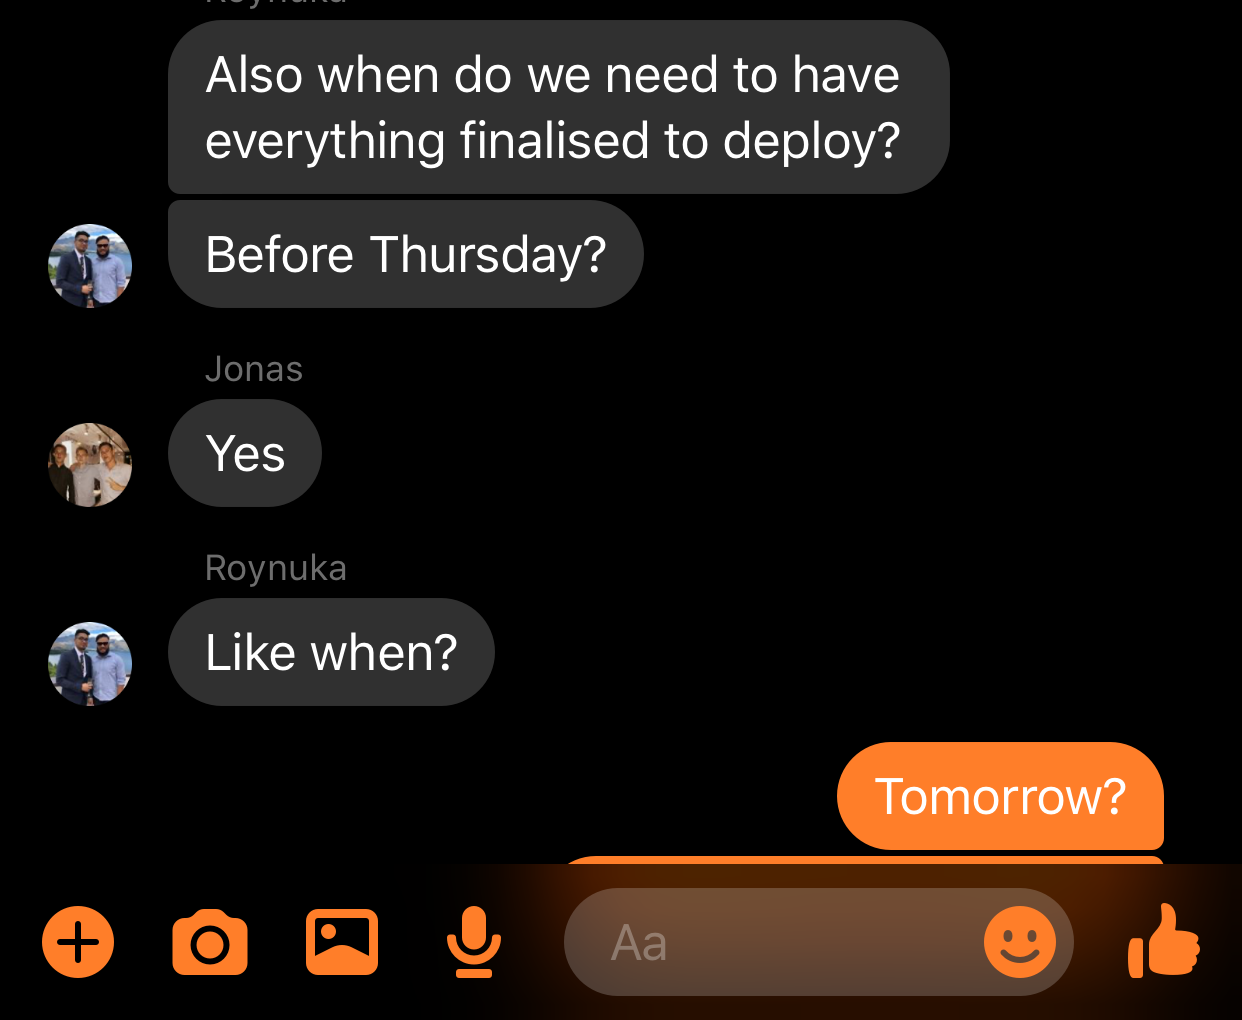 Roynuka
Also when do we need to have
everything finalised to deploy?
Before Thursday?
Jonas
Yes
Roynuka
Like when?
Tomorrow?
Aa